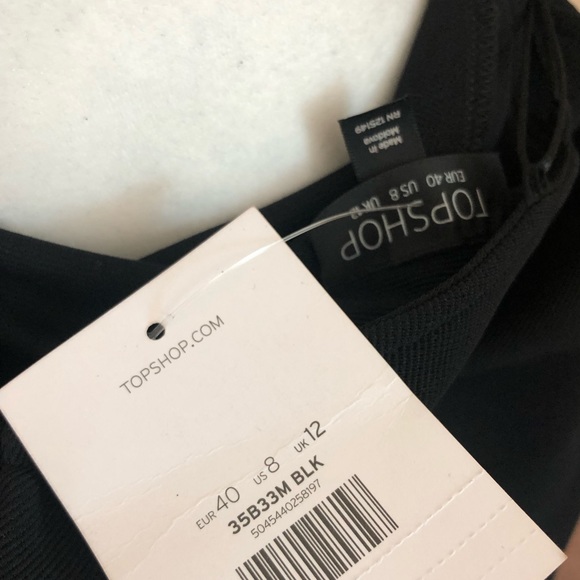 Made in
Moldova
RN 125149
TOPSHOP
EUR 40 US 8 UK 12
TOPSHOP.COM
EUR 40 US 8 UK 12
35B33M BLK
5045440258197